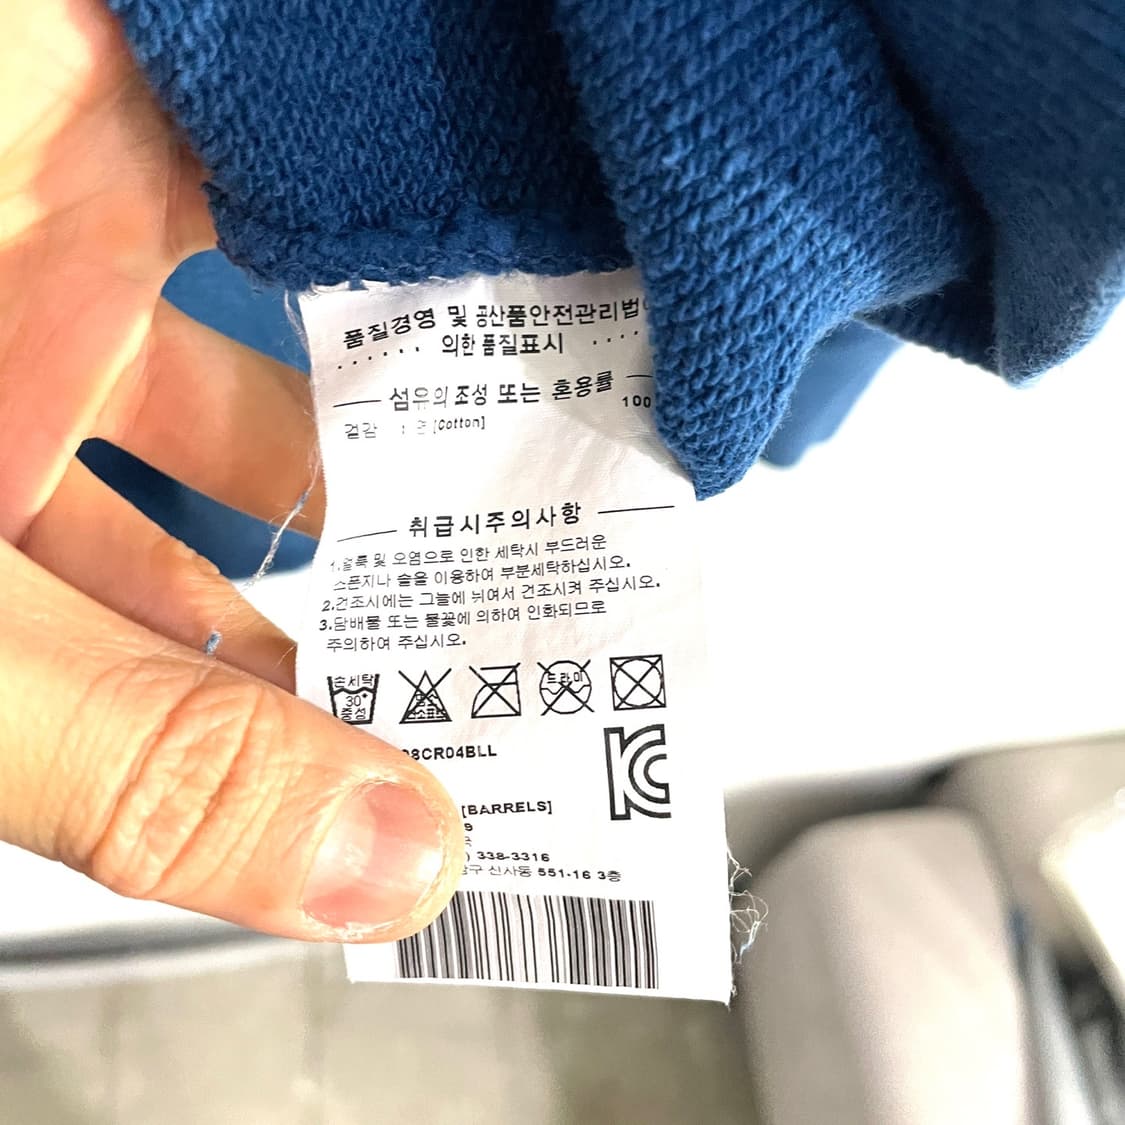 품질경영 및 공산품안전관리법에
...... 의한 품질표시 .....
섬유의 조성 또는 혼용률
겉감 : 면 [Cotton] 100
취급시주의사항
1.얼룩 및 오염으로 인한 세탁시 부드러운
스폰지나 솔을 이용하여 부분세탁하십시오.
2.건조시에는 그늘에 뉘여서 건조시켜 주십시오.
3.담배불 또는 불꽃에 의하여 인화되므로
주의하여 주십시오.
손세탁 30° 중성 염소표백 드라이
8CR04BLL
[BARRELS]
9
) 338-3316
신사동 551-16 3층